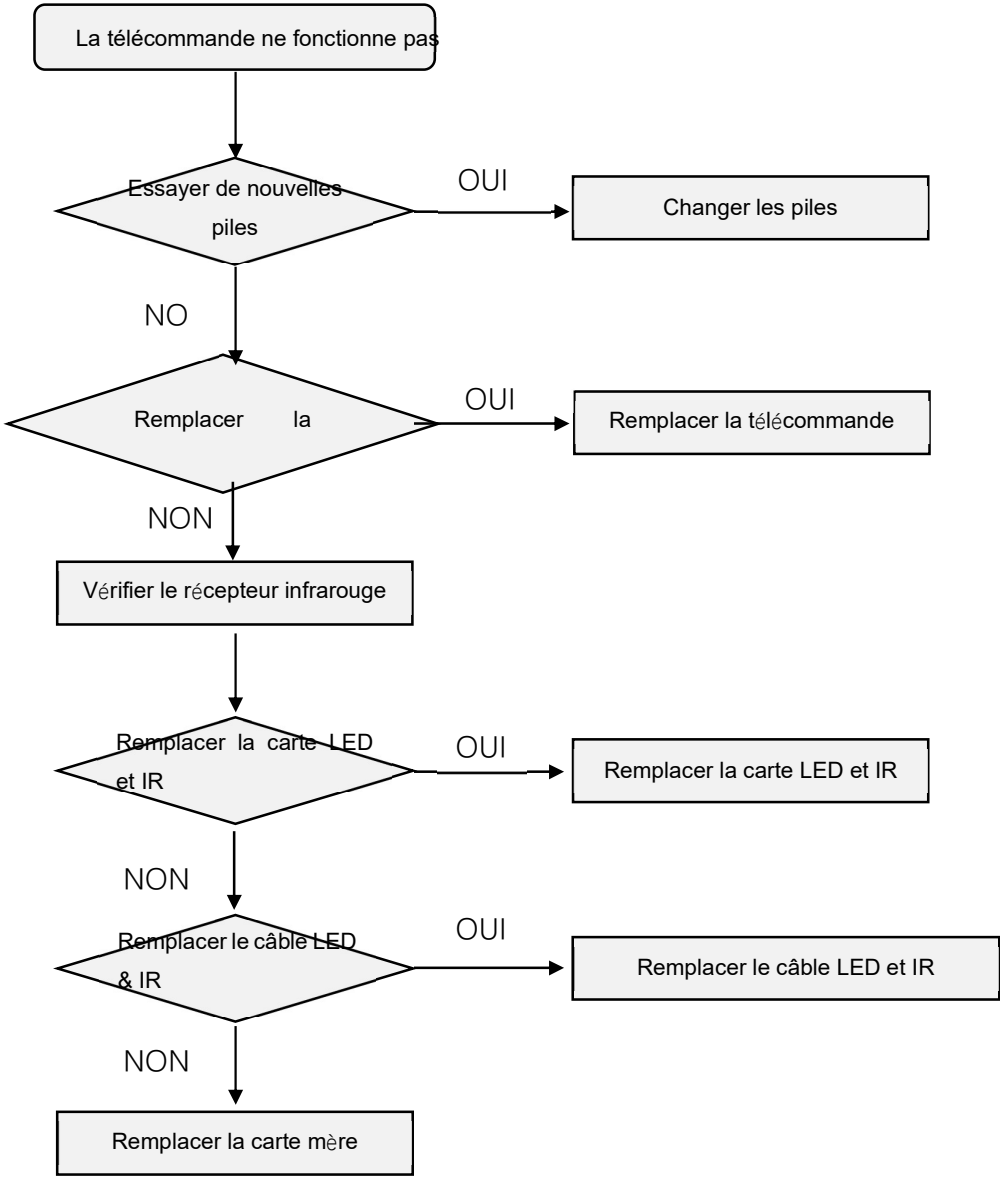 La télécommande ne fonctionne pas
Essayer de nouvelles
piles
OUI
Changer les piles
NO
Remplacer la
OUI
Remplacer la télécommande
NON
Vérifier le récepteur infrarouge
Remplacer la carte LED
et IR
OUI
Remplacer la carte LED et IR
NON
Remplacer le câble LED
& IR
OUI
Remplacer le câble LED et IR
NON
Remplacer la carte mère